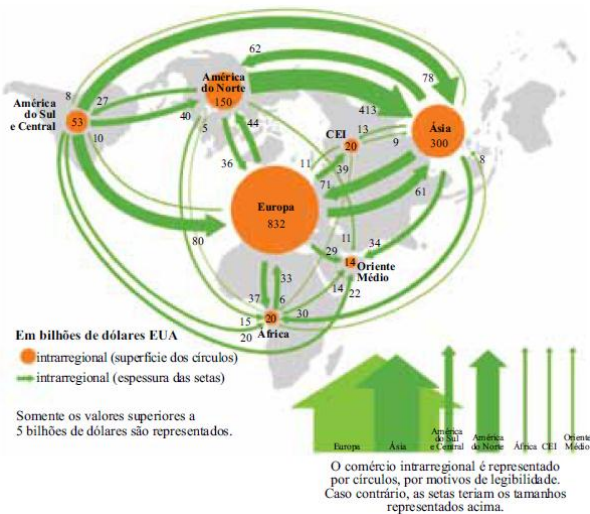 62
América
do Norte
150
78
8
27
América
do Sul
e Central
53
10
40
5
44
36
413
CEI
20
13
9
Ásia
300
8
11
39
71
61
Europa
832
80
11
29
34
14
Oriente
Médio
14
22
33
37
6
30
15
20
20
África
Em bilhões de dólares EUA
intrarregional (superfície dos círculos)
intrarregional (espessura das setas)
Somente os valores superiores a
5 bilhões de dólares são representados.
Europa
Ásia
América
do Sul
e Central
América
do Norte
África
CEI
Oriente
Médio
O comércio intrarregional é representado
por círculos, por motivos de legibilidade.
Caso contrário, as setas teriam os tamanhos
representados acima.